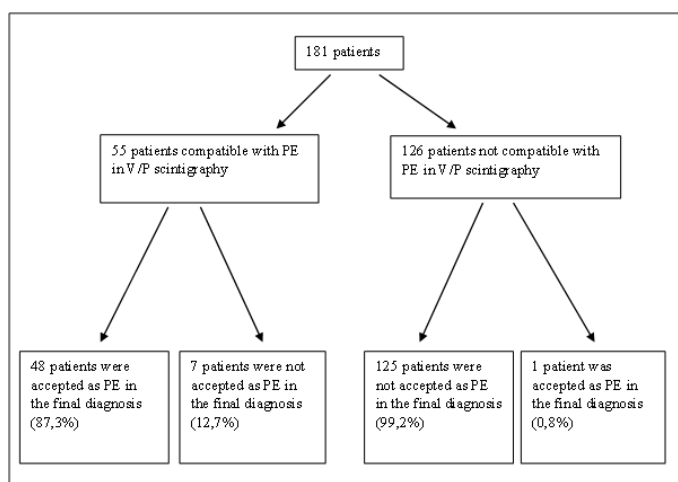 181 patients
55 patients compatible with PE
in V/P scintigraphy
126 patients not compatible with
PE in V/P scintigraphy
48 patients were
accepted as PE in
the final diagnosis
(87,3%)
7 patients were not
accepted as PE in
the final diagnosis
(12,7%)
125 patients were
not accepted as PE
in the final diagnosis
(99,2%)
1 patient was
accepted as PE in
the final diagnosis
(0,8%)